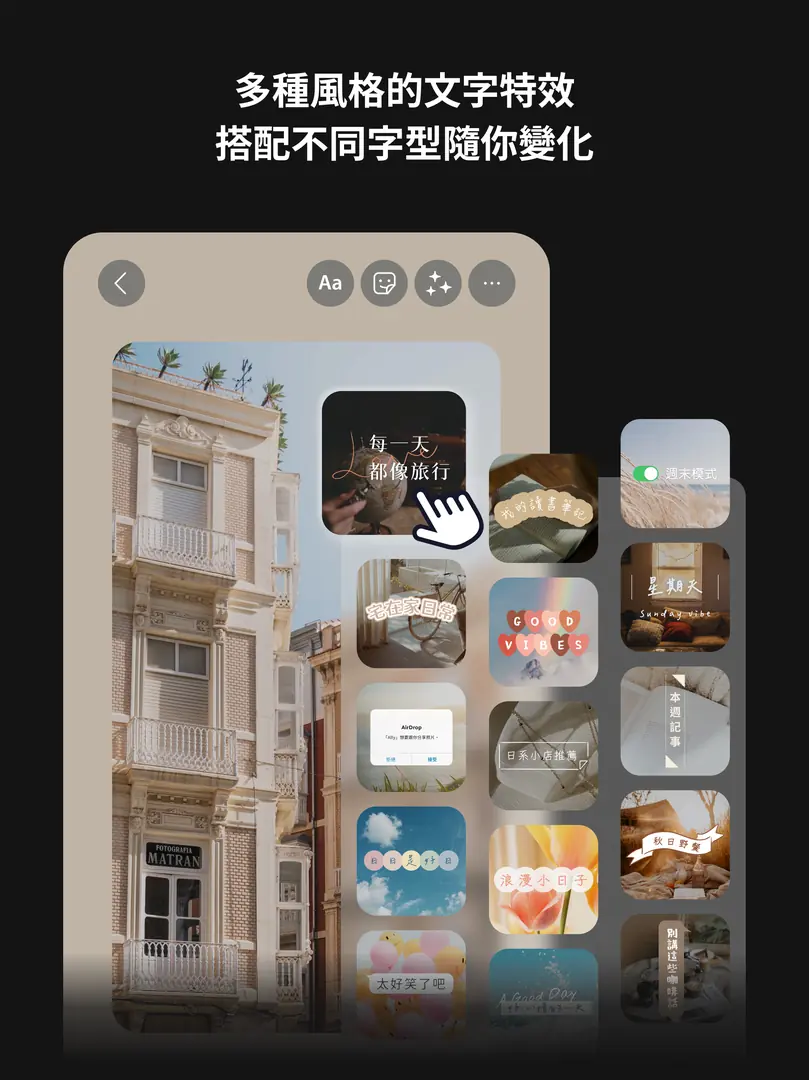 多種風格的文字特效
搭配不同字型隨你變化
Aa
每一天
都像旅行
我的讀書筆記
週末模式
宅在家日常
GOOD
VIBES
星期天
Sunday vibe
AirDrop
本週記事
日系小店推薦
FOTOGRAFIA
MATRAN
日日是好日
浪漫小日子
秋日野餐
太好笑了吧
A Good Day
別講這些